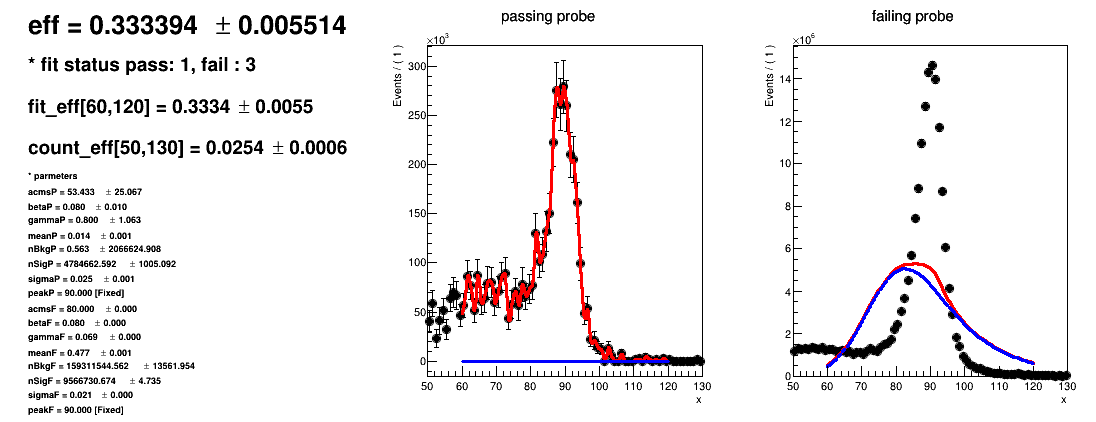 eff = 0.333394 ± 0.005514
* fit status pass: 1, fail : 3
fit_eff[60,120] = 0.3334 ± 0.0055
count_eff[50,130] = 0.0254 ± 0.0006
* parmeters
acmsP = 53.433 ± 25.067
betaP = 0.080 ± 0.010
gammaP = 0.800 ± 1.063
meanP = 0.014 ± 0.001
nBkgP = 0.563 ± 2066624.908
nSigP = 4784662.592 ± 1005.092
sigmaP = 0.025 ± 0.001
peakP = 90.000 [Fixed]
acmsF = 80.000 ± 0.000
betaF = 0.080 ± 0.000
gammaF = 0.069 ± 0.000
meanF = 0.477 ± 0.001
nBkgF = 159311544.562 ± 13561.954
nSigF = 9566730.674 ± 4.735
sigmaF = 0.021 ± 0.000
peakF = 90.000 [Fixed]
passing probe
×10³
Events / ( 1 )
300
250
200
150
100
50
0
50 60 70 80 90 100 110 120 130
x
failing probe
×10⁶
Events / ( 1 )
14
12
10
8
6
4
2
0
50 60 70 80 90 100 110 120 130
x